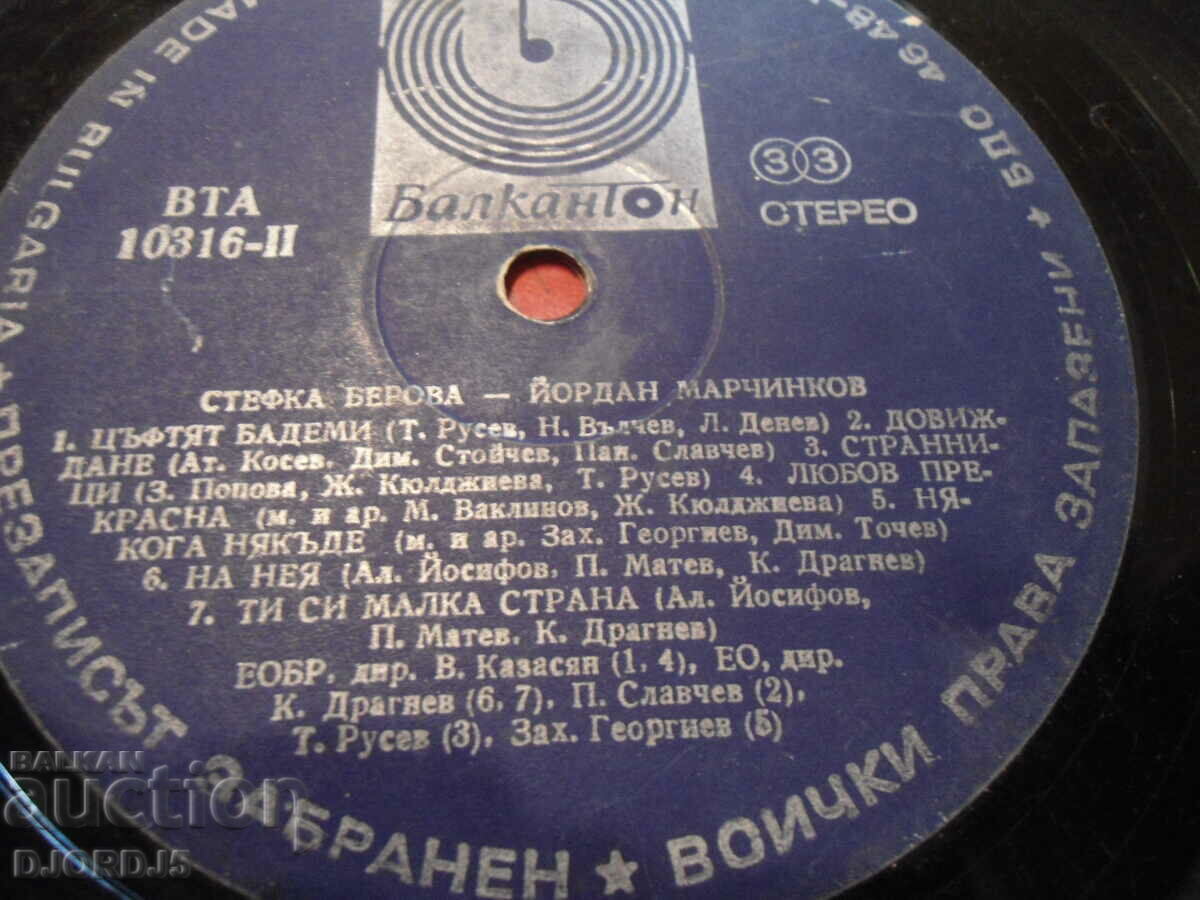 MADE IN BULGARIA ★ ПРЕЗАПИСЪТ ЗАБРАНЕН ★ ВСИЧКИ ПРАВА ЗАПАЗЕНИ ★ БДС
Балкантон
ВТА
10316-II
33
СТЕРЕО
СТЕФКА БЕРОВА — ЙОРДАН МАРЧИНКОВ
1. ЦЪФТЯТ БАДЕМИ (Т. Русев, Н. Вълчев, Л. Денев) 2. ДОВИЖ-
ДАНЕ (Ат. Косев, Дим. Стойчев, Пан. Славчев) 3. СТРАННИ-
ЦИ (З. Попова, Ж. Кюлджиева, Т. Русев) 4. ЛЮБОВ ПРЕ-
КРАСНА (м. и ар. М. Ваклинов, Ж. Кюлджиева) 5. НЯ-
КОГА НЯКЪДЕ (м. и ар. Зах. Георгиев, Дим. Точев)
6. НА НЕЯ (Ал. Йосифов, П. Матев, К. Драгнев)
7. ТИ СИ МАЛКА СТРАНА (Ал. Йосифов,
П. Матев, К. Драгнев)
ЕОБР, дир. В. Казасян (1, 4), ЕО, дир.
К. Драгнев (6, 7), П. Славчев (2),
Т. Русев (3), Зах. Георгиев (5)
BALKAN
auction
DJORDJ5